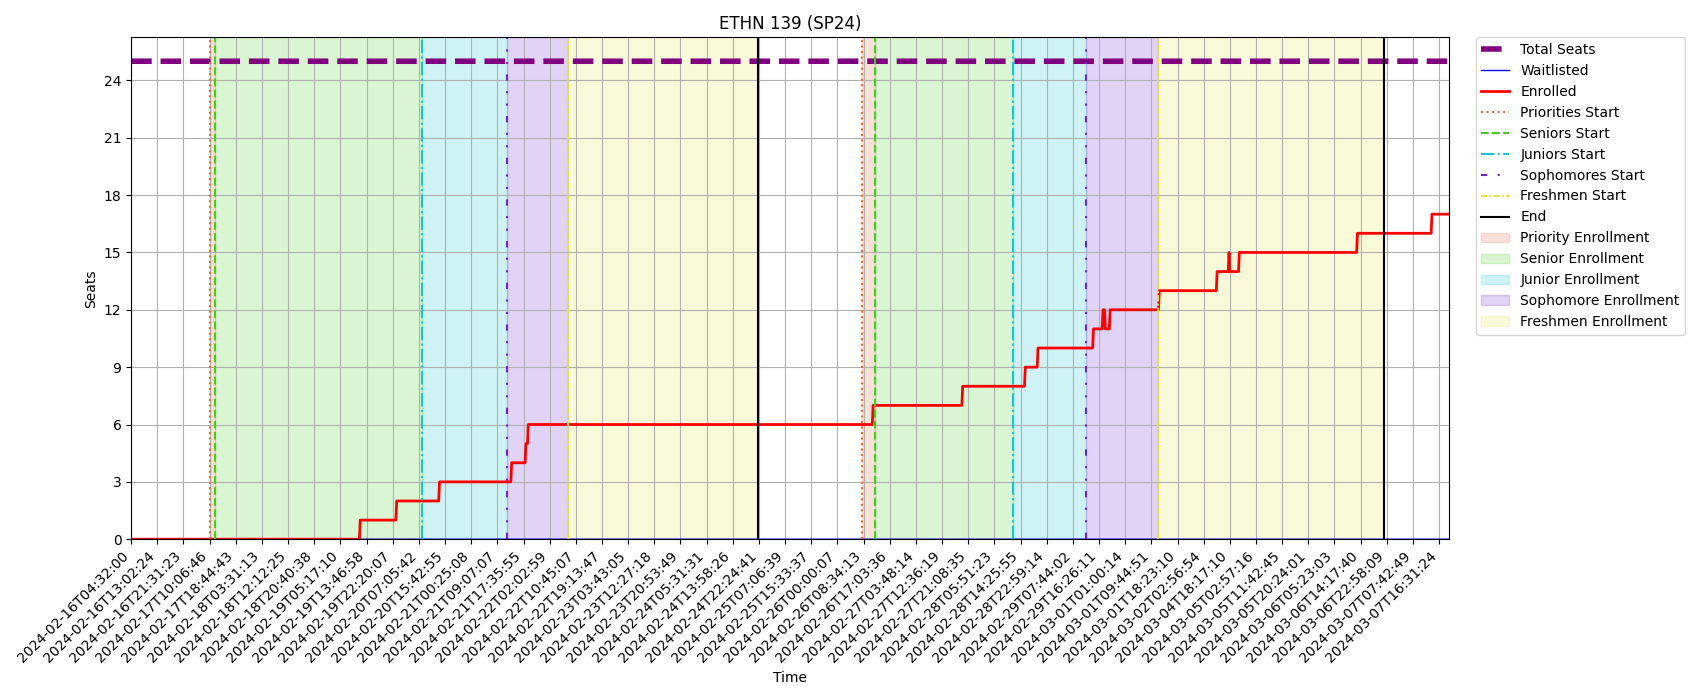 ETHN 139 (SP24)
Seats
24
21
18
15
12
9
6
3
0
2024-02-16T04:32:00
2024-02-16T13:02:24
2024-02-16T21:31:23
2024-02-17T10:06:46
2024-02-17T18:44:43
2024-02-18T03:31:13
2024-02-18T12:12:25
2024-02-18T20:40:38
2024-02-19T05:17:10
2024-02-19T13:46:58
2024-02-19T22:20:07
2024-02-20T07:05:42
2024-02-20T15:42:55
2024-02-21T00:25:08
2024-02-21T09:07:07
2024-02-21T17:35:55
2024-02-22T02:02:59
2024-02-22T10:45:07
2024-02-22T19:13:47
2024-02-23T03:43:05
2024-02-23T12:27:18
2024-02-23T20:53:49
2024-02-24T05:31:31
2024-02-24T13:58:26
2024-02-24T22:24:41
2024-02-25T07:06:39
2024-02-25T15:33:37
2024-02-26T00:00:07
2024-02-26T08:34:13
2024-02-26T17:03:36
2024-02-27T03:48:14
2024-02-27T12:36:19
2024-02-27T21:08:35
2024-02-28T05:51:23
2024-02-28T14:25:55
2024-02-28T22:59:14
2024-02-29T07:44:02
2024-02-29T16:26:11
2024-03-01T01:00:14
2024-03-01T09:44:51
2024-03-01T18:23:10
2024-03-02T02:56:54
2024-03-04T18:17:10
2024-03-05T02:57:16
2024-03-05T11:42:45
2024-03-05T20:24:01
2024-03-06T05:23:03
2024-03-06T14:17:40
2024-03-06T22:58:09
2024-03-07T07:42:49
2024-03-07T16:31:24
Time
Total Seats
Waitlisted
Enrolled
Priorities Start
Seniors Start
Juniors Start
Sophomores Start
Freshmen Start
End
Priority Enrollment
Senior Enrollment
Junior Enrollment
Sophomore Enrollment
Freshmen Enrollment